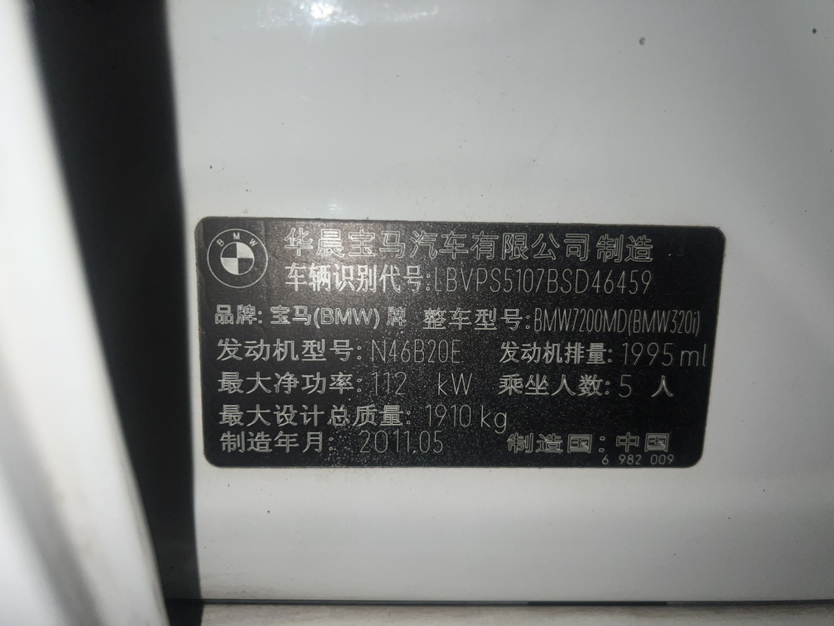 BMW
华晨宝马汽车有限公司制造
车辆识别代号:LBVPS5107BSD46459
品牌:宝马(BMW)牌 整车型号:BMW7200MD(BMW320i)
发动机型号:N46B20E 发动机排量:1995ml
最大净功率:112 kW 乘坐人数:5 人
最大设计总质量:1910kg
制造年月:2011.05 制造国:中国
6 982 009